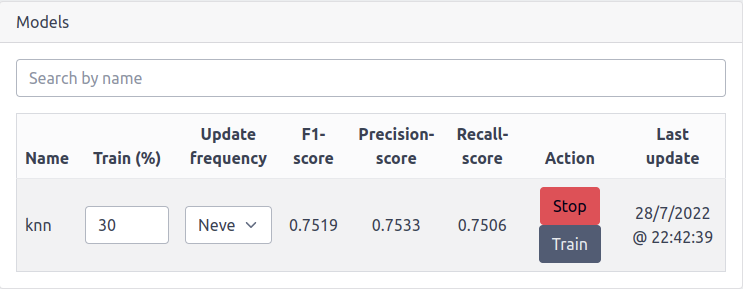 Models
Search by name
Name Train (%) Update frequency F1-score Precision-score Recall-score Action Last update
knn 30 Neve 0.7519 0.7533 0.7506 Stop Train 28/7/2022 @ 22:42:39